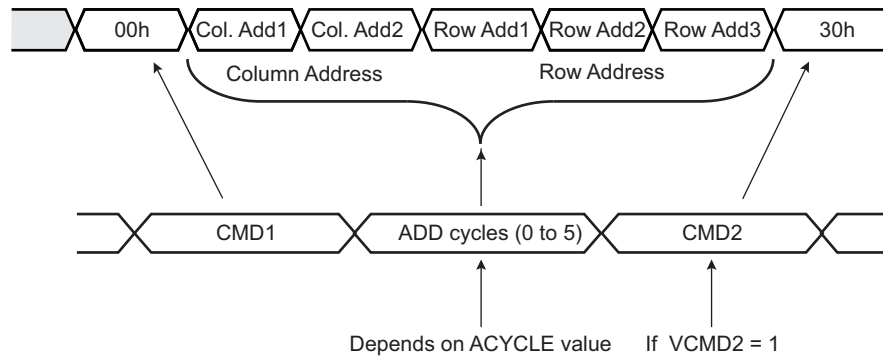 00h Col. Add1 Col. Add2 Row Add1 Row Add2 Row Add3 30h
Column Address Row Address
CMD1 ADD cycles (0 to 5) CMD2
Depends on ACYCLE value If VCMD2 = 1